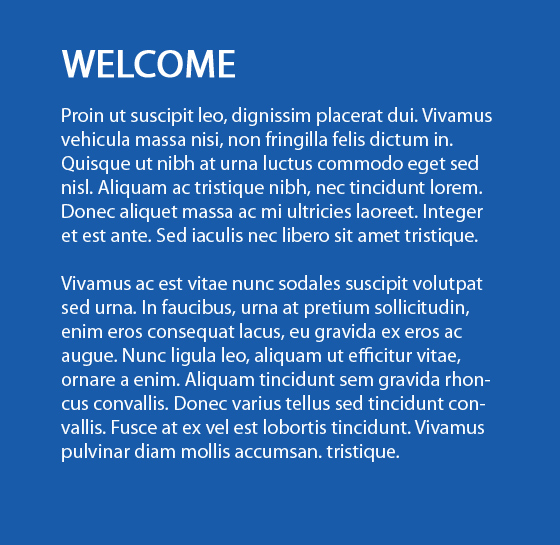 WELCOME
Proin ut suscipit leo, dignissim placerat dui. Vivamus
vehicula massa nisi, non fringilla felis dictum in.
Quisque ut nibh at urna luctus commodo eget sed
nisl. Aliquam ac tristique nibh, nec tincidunt lorem.
Donec aliquet massa ac mi ultricies laoreet. Integer
et est ante. Sed iaculis nec libero sit amet tristique.
Vivamus ac est vitae nunc sodales suscipit volutpat
sed urna. In faucibus, urna at pretium sollicitudin,
enim eros consequat lacus, eu gravida ex eros ac
augue. Nunc ligula leo, aliquam ut efficitur vitae,
ornare a enim. Aliquam tincidunt sem gravida rhon-
cus convallis. Donec varius tellus sed tincidunt con-
vallis. Fusce at ex vel est lobortis tincidunt. Vivamus
pulvinar diam mollis accumsan. tristique.